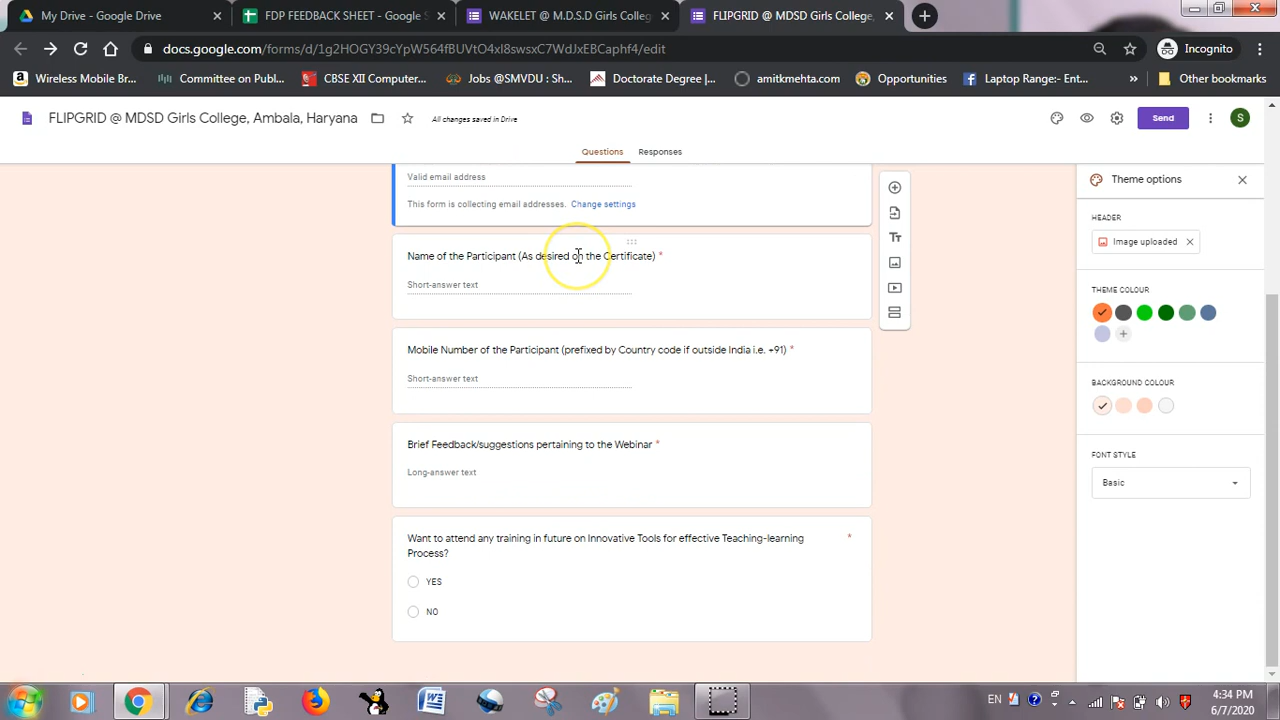 My Drive - Google Drive
FDP FEEDBACK SHEET - Google S
WAKELET @ M.D.S.D Girls Colleg
FLIPGRID @ MDSD Girls College,
docs.google.com/forms/d/1g2HOGY39cYpW564fBUVtO4xI8swsxC7WdJxEBCaphf4/edit
Incognito
Wireless Mobile Br...
Committee on Publ...
CBSE XII Computer...
Jobs @SMVDU : Sh...
Doctorate Degree |...
amitkmehta.com
Opportunities
Laptop Range:- Ent...
»
Other bookmarks
FLIPGRID @ MDSD Girls College, Ambala, Haryana
All changes saved in Drive
Send
S
Questions
Responses
Valid email address
This form is collecting email addresses. Change settings
Name of the Participant (As desired on the Certificate) *
Short-answer text
Mobile Number of the Participant (prefixed by Country code if outside India i.e. +91) *
Short-answer text
Brief Feedback/suggestions pertaining to the Webinar *
Long-answer text
Want to attend any training in future on Innovative Tools for effective Teaching-learning *
Process?
YES
NO
Tt
Theme options
HEADER
Image uploaded
THEME COLOUR
BACKGROUND COLOUR
FONT STYLE
Basic
EN
4:34 PM
6/7/2020